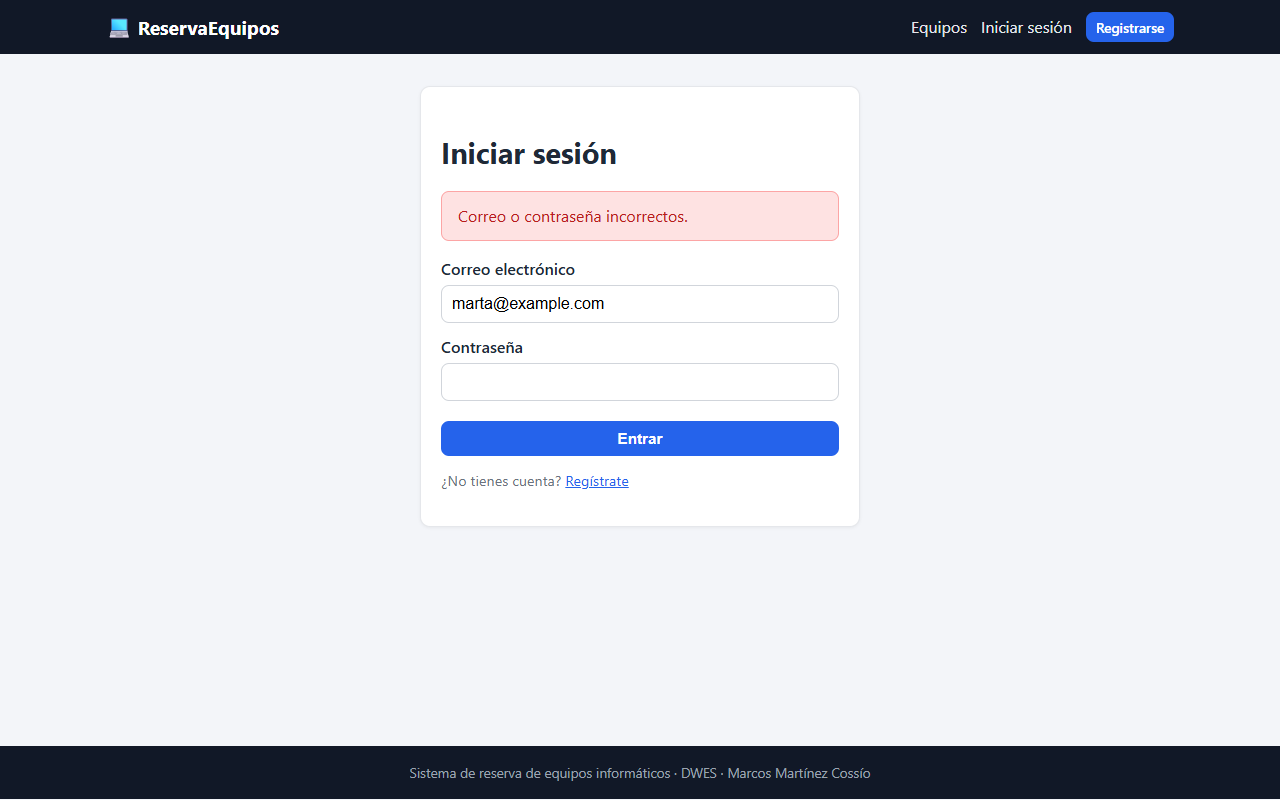 ReservaEquipos
Equipos Iniciar sesión Registrarse
Iniciar sesión
Correo o contraseña incorrectos.
Correo electrónico
marta@example.com
Contraseña
Entrar
¿No tienes cuenta? Regístrate
Sistema de reserva de equipos informáticos · DWES · Marcos Martínez Cossío